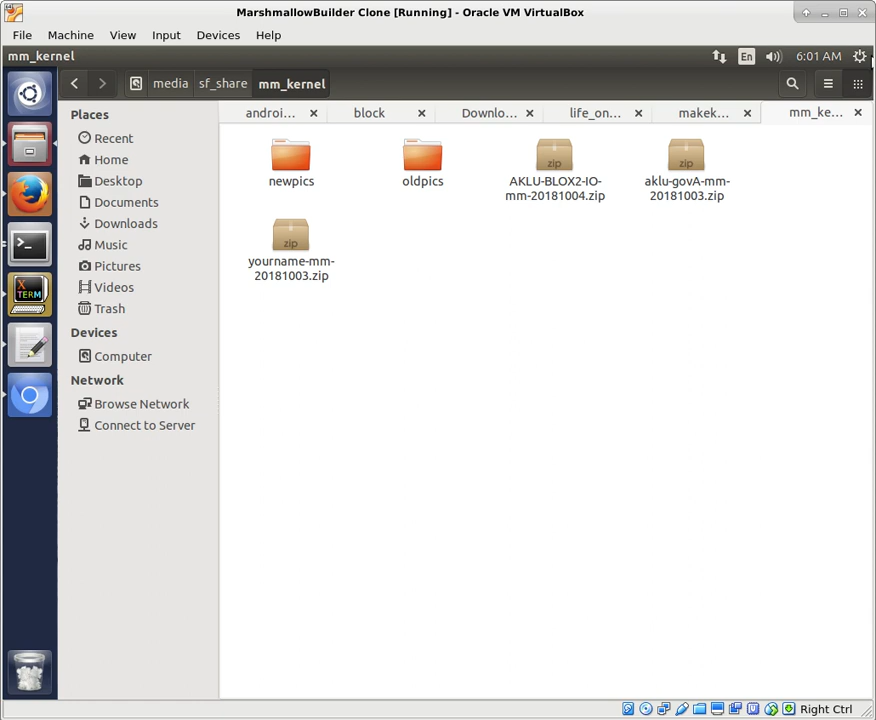 MarshmallowBuilder Clone [Running] - Oracle VM VirtualBox
File Machine View Input Devices Help
mm_kernel En 6:01 AM
media sf_share mm_kernel
Places androi... block Downlo... life_on... makek... mm_ke...
Recent
Home
Desktop
Documents
Downloads
Music
Pictures
Videos
Trash
Devices
Computer
Network
Browse Network
Connect to Server
newpics
oldpics
zip
AKLU-BLOX2-IO-
mm-20181004.zip
zip
aklu-govA-mm-
20181003.zip
zip
yourname-mm-
20181003.zip
X
TERM
Right Ctrl